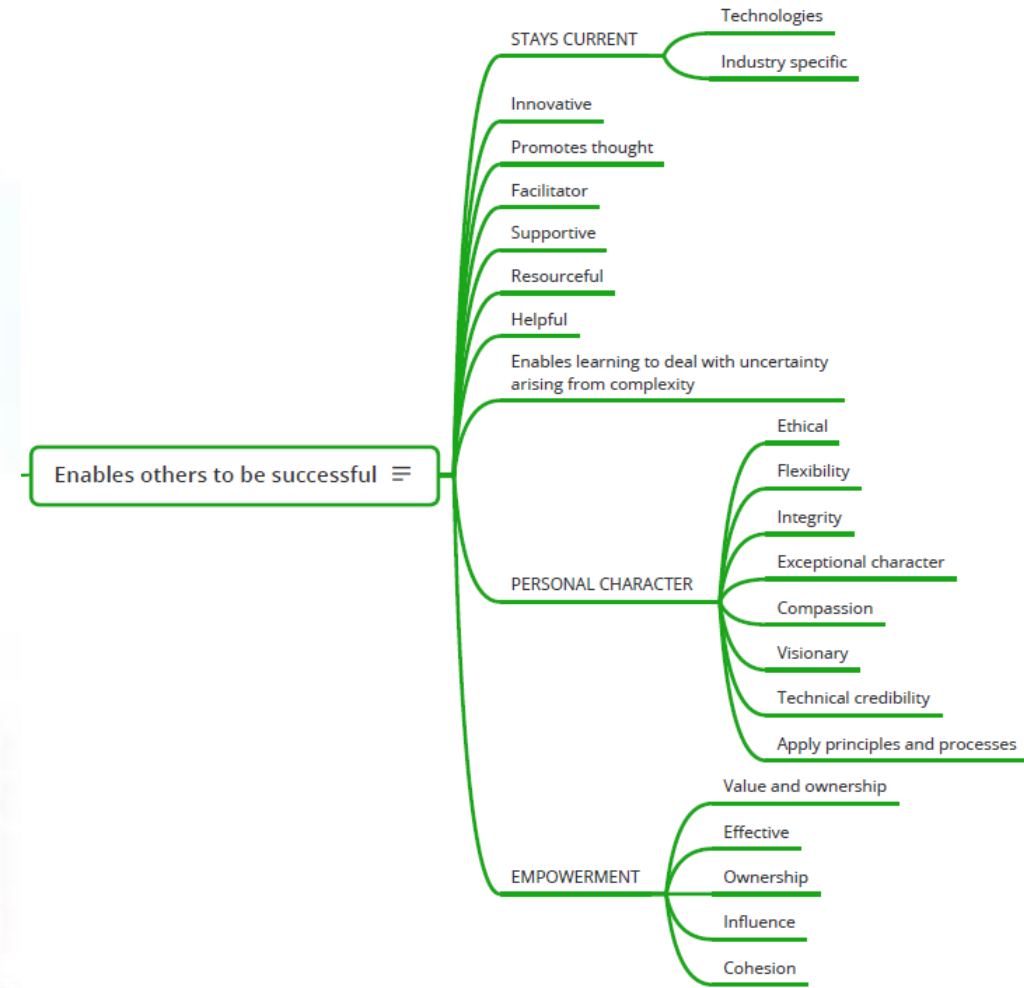 Technologies
STAYS CURRENT
Industry specific
Innovative
Promotes thought
Facilitator
Supportive
Resourceful
Helpful
Enables learning to deal with uncertainty
arising from complexity
Enables others to be successful
Ethical
Flexibility
Integrity
Exceptional character
PERSONAL CHARACTER
Compassion
Visionary
Technical credibility
Apply principles and processes
Value and ownership
Effective
EMPOWERMENT
Ownership
Influence
Cohesion